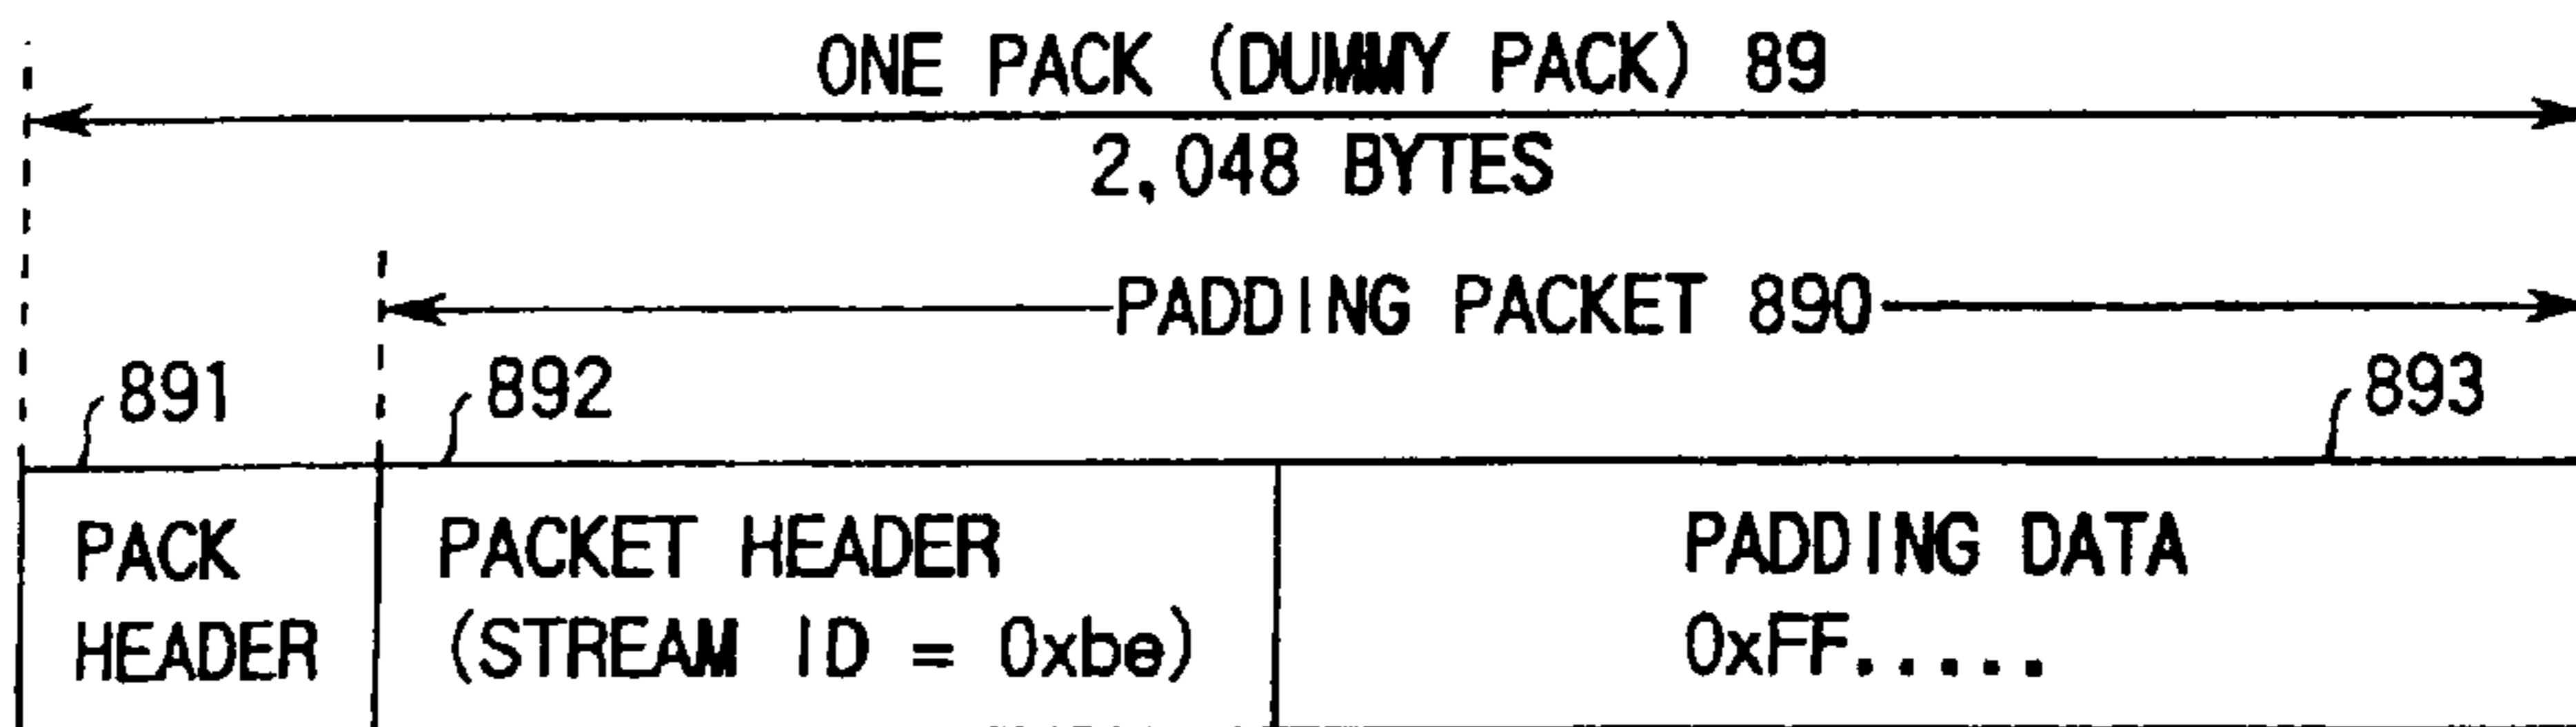 ONE PACK (DUMMY PACK) 89
2,048 BYTES
PADDING PACKET 890
891
892
893
PACK
HEADER
PACKET HEADER
(STREAM ID = 0xbe)
PADDING DATA
0xFF.....